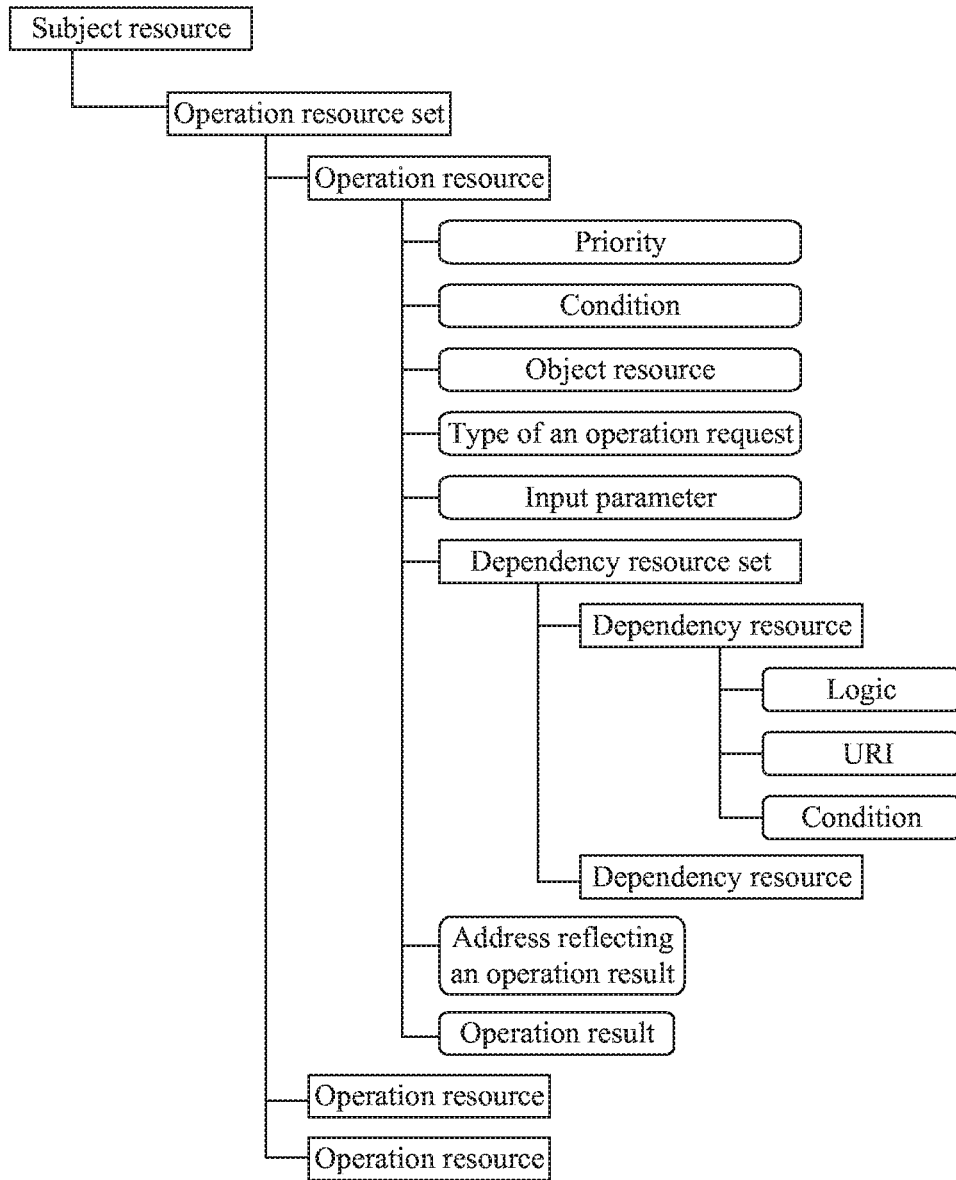 Subject resource
Operation resource set
Operation resource
Priority
Condition
Object resource
Type of an operation request
Input parameter
Dependency resource set
Dependency resource
Logic
URI
Condition
Dependency resource
Address reflecting
an operation result
Operation result
Operation resource
Operation resource